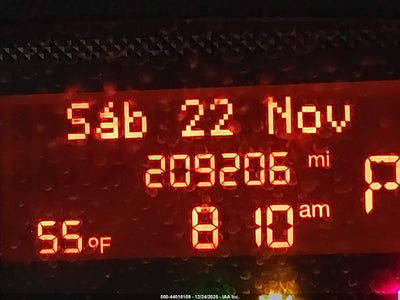 Sáb 22 Nov
209206 mi
P
55°F 8 10 am
000-44016109 - 12/24/2025 - IAA Inc.